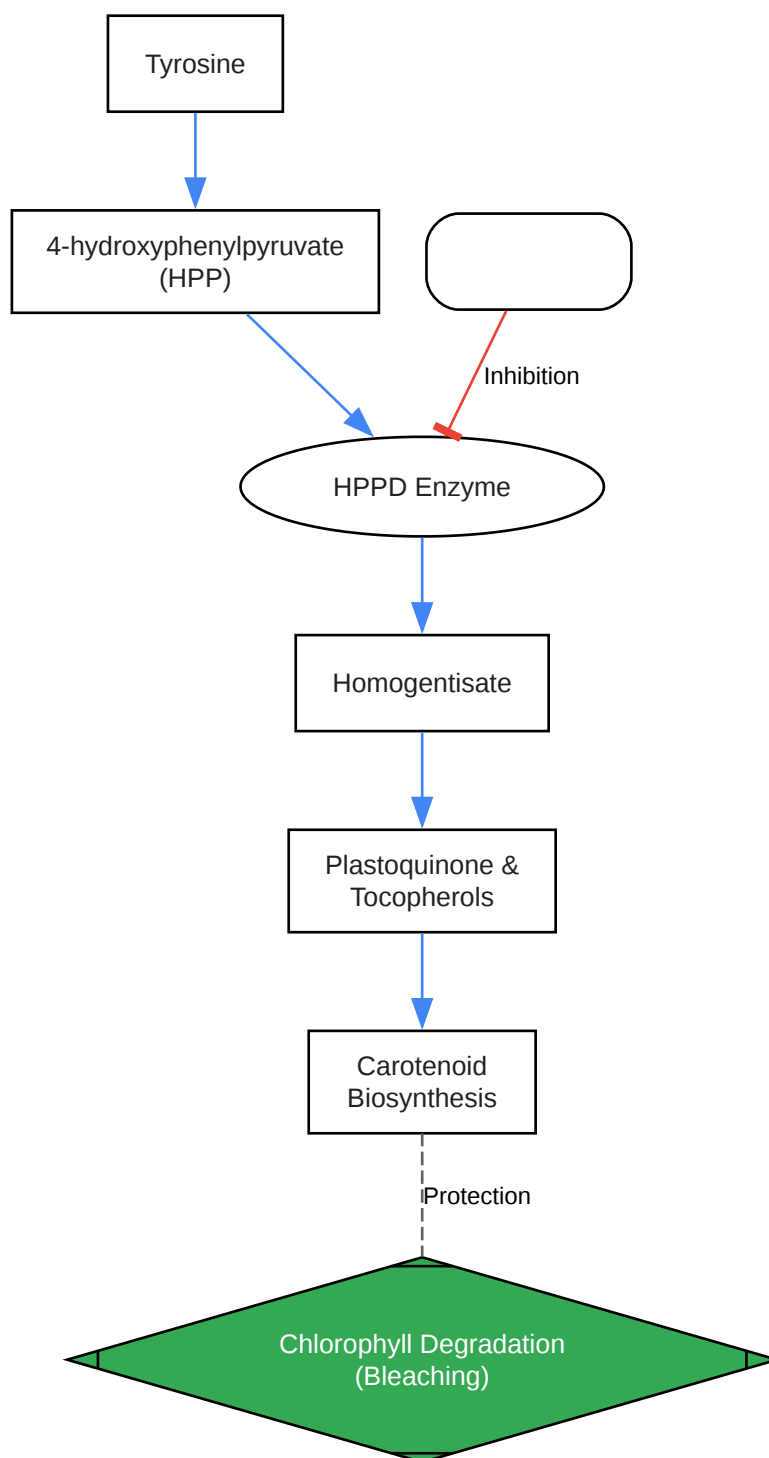 Tyrosine
4-hydroxyphenylpyruvate
(HPP)
Inhibition
HPPD Enzyme
Homogentisate
Plastoquinone &
Tocopherols
Carotenoid
Biosynthesis
Protection
Chlorophyll Degradation
(Bleaching)